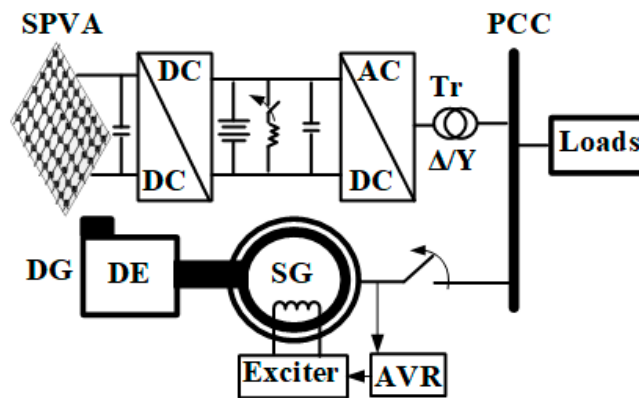 SPVA
PCC
DC
DC
AC
DC
Tr
Δ/Y
Loads
DG
DE
SG
Exciter
AVR